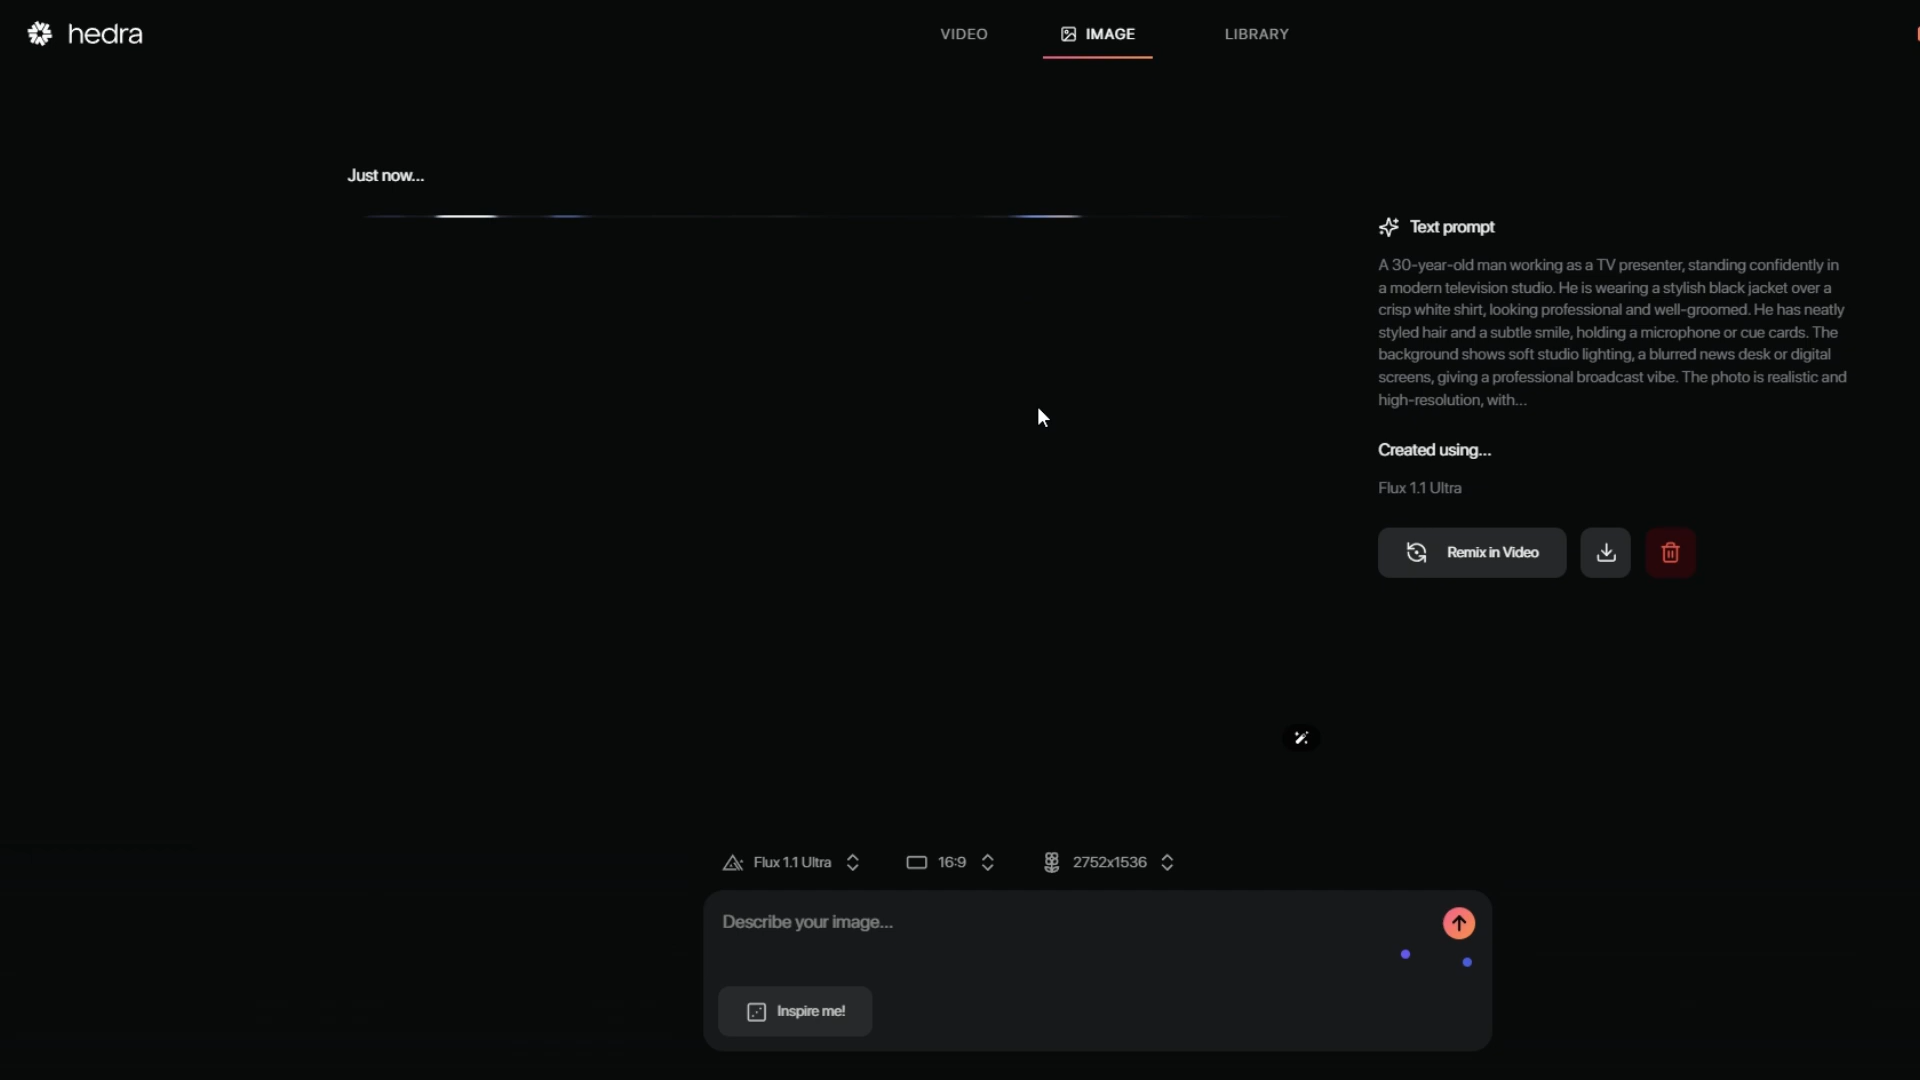 hedra
VIDEO
IMAGE
LIBRARY
Just now...
Text prompt
A 30-year-old man working as a TV presenter, standing confidently in
a modern television studio. He is wearing a stylish black jacket over a
crisp white shirt, looking professional and well-groomed. He has neatly
styled hair and a subtle smile, holding a microphone or cue cards. The
background shows soft studio lighting, a blurred news desk or digital
screens, giving a professional broadcast vibe. The photo is realistic and
high-resolution, with...
Created using...
Flux 1.1 Ultra
Remix in Video
Flux 1.1 Ultra
16:9
2752x1536
Describe your image...
Inspire me!